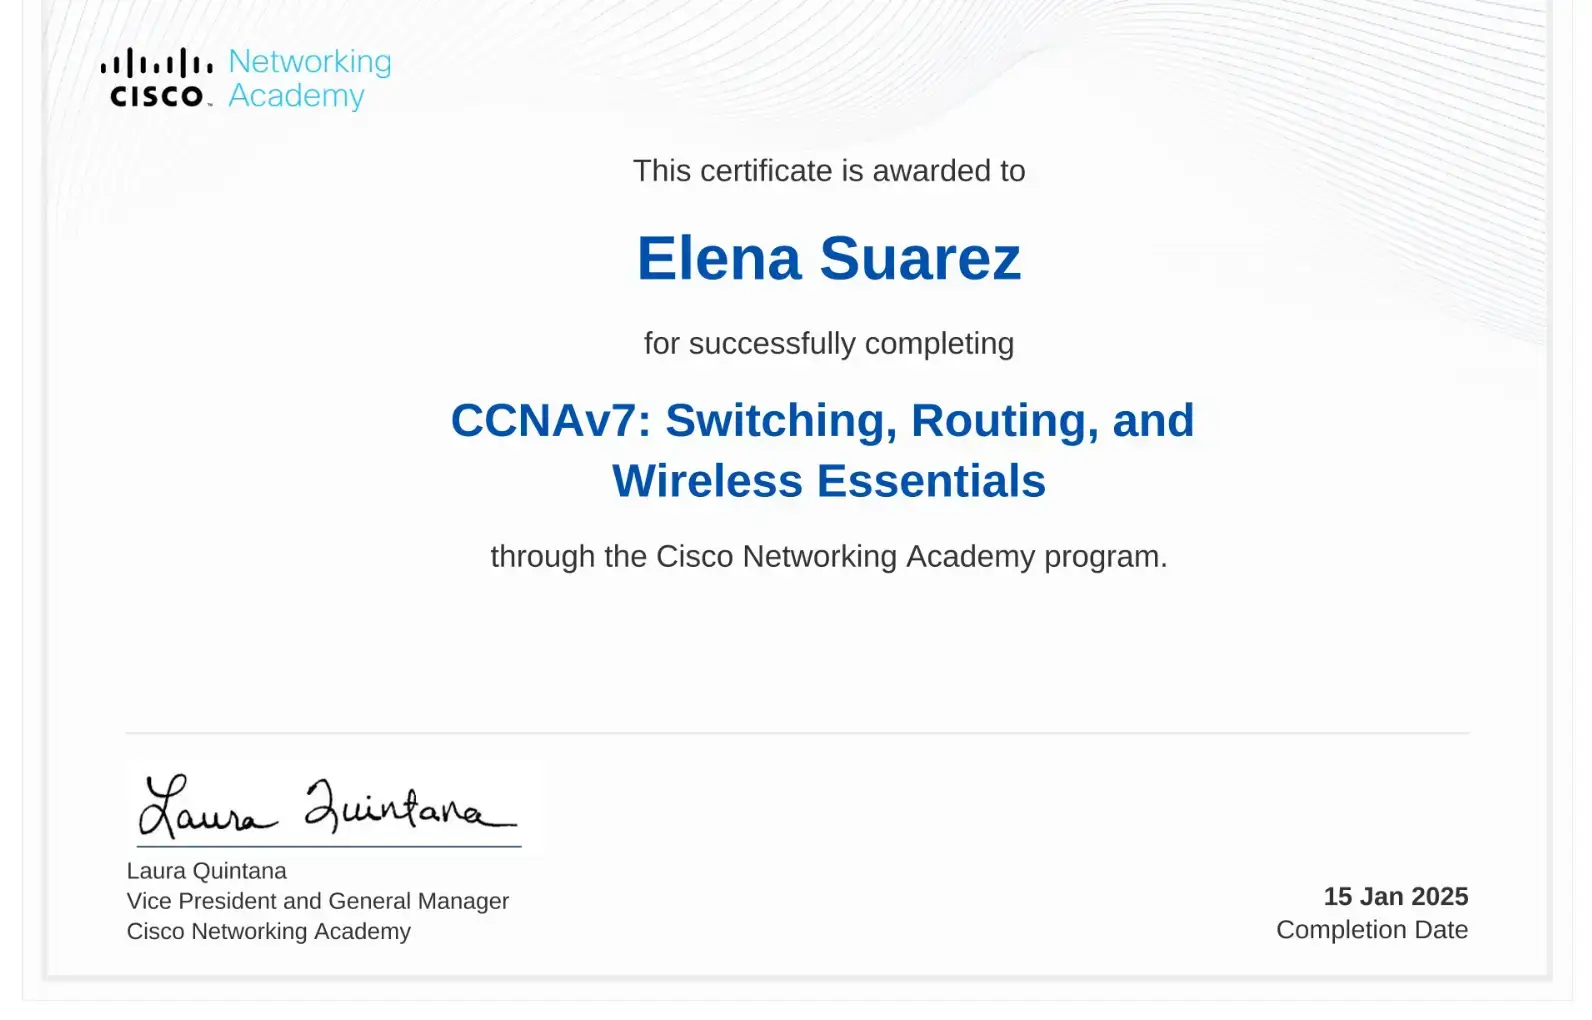 CISCO™ Networking
Academy
This certificate is awarded to
Elena Suarez
for successfully completing
CCNAv7: Switching, Routing, and
Wireless Essentials
through the Cisco Networking Academy program.
Laura Quintana
Laura Quintana
Vice President and General Manager
Cisco Networking Academy
15 Jan 2025
Completion Date